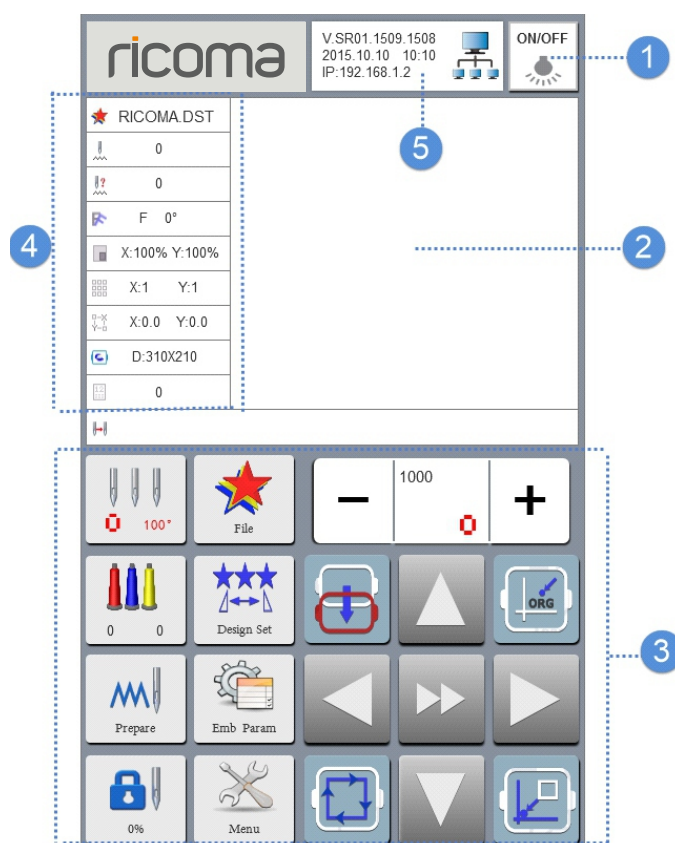 ricoma
V.SR01.1509.1508
2015.10.10 10:10
IP:192.168.1.2
ON/OFF
1
RICOMA.DST
5
0
0
F 0°
4
X:100% Y:100%
2
X:1 Y:1
X:0.0 Y:0.0
D:310X210
0
1000
0
0 100°
File
ORG
0 0
Design Set
3
Prepare
Emb Param
0%
Menu